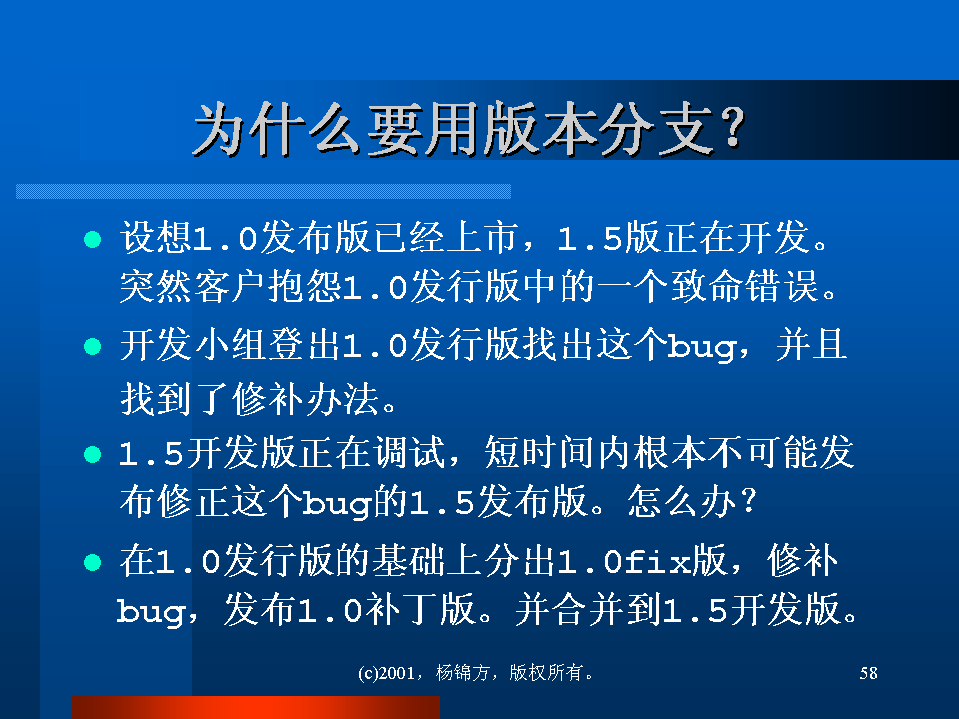 为什么要用版本分支?
设想1.0发布版已经上市，1.5版正在开发。
突然客户抱怨1.0发行版中的一个致命错误。
开发小组登出1.0发行版找出这个bug，并且
找到了修补办法。
1.5开发版正在调试，短时间内根本不可能发
布修正这个bug的1.5发布版。怎么办？
在1.0发行版的基础上分出1.0fix版，修补
bug，发布1.0补丁版。并合并到1.5开发版。
(c)2001，杨锦方，版权所有。
58